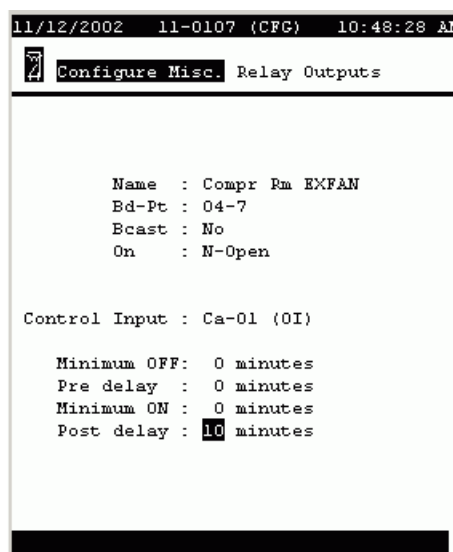 11/12/2002 11-0107 (CFG) 10:48:28 AM
Configure Misc. Relay Outputs
Name : Compr Rm EXFAN
Bd-Pt : 04-7
Bcast : No
On : N-Open
Control Input : Ca-01 (OI)
Minimum OFF: 0 minutes
Pre delay : 0 minutes
Minimum ON : 0 minutes
Post delay : 10 minutes